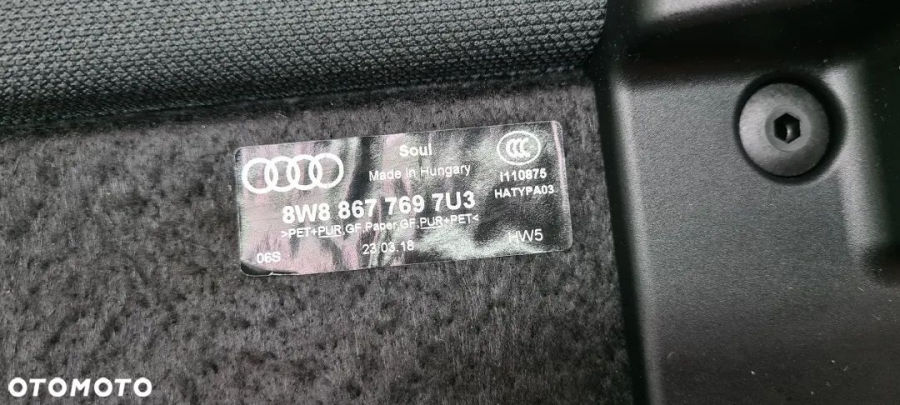 Soul
Made in Hungary
I110875
HATYPA03
8W8 867 769 7U3
>PET+PUR,GF,Paper,GF,PUR+PET<
23.03.18
06S
HW5
OTOMOTO